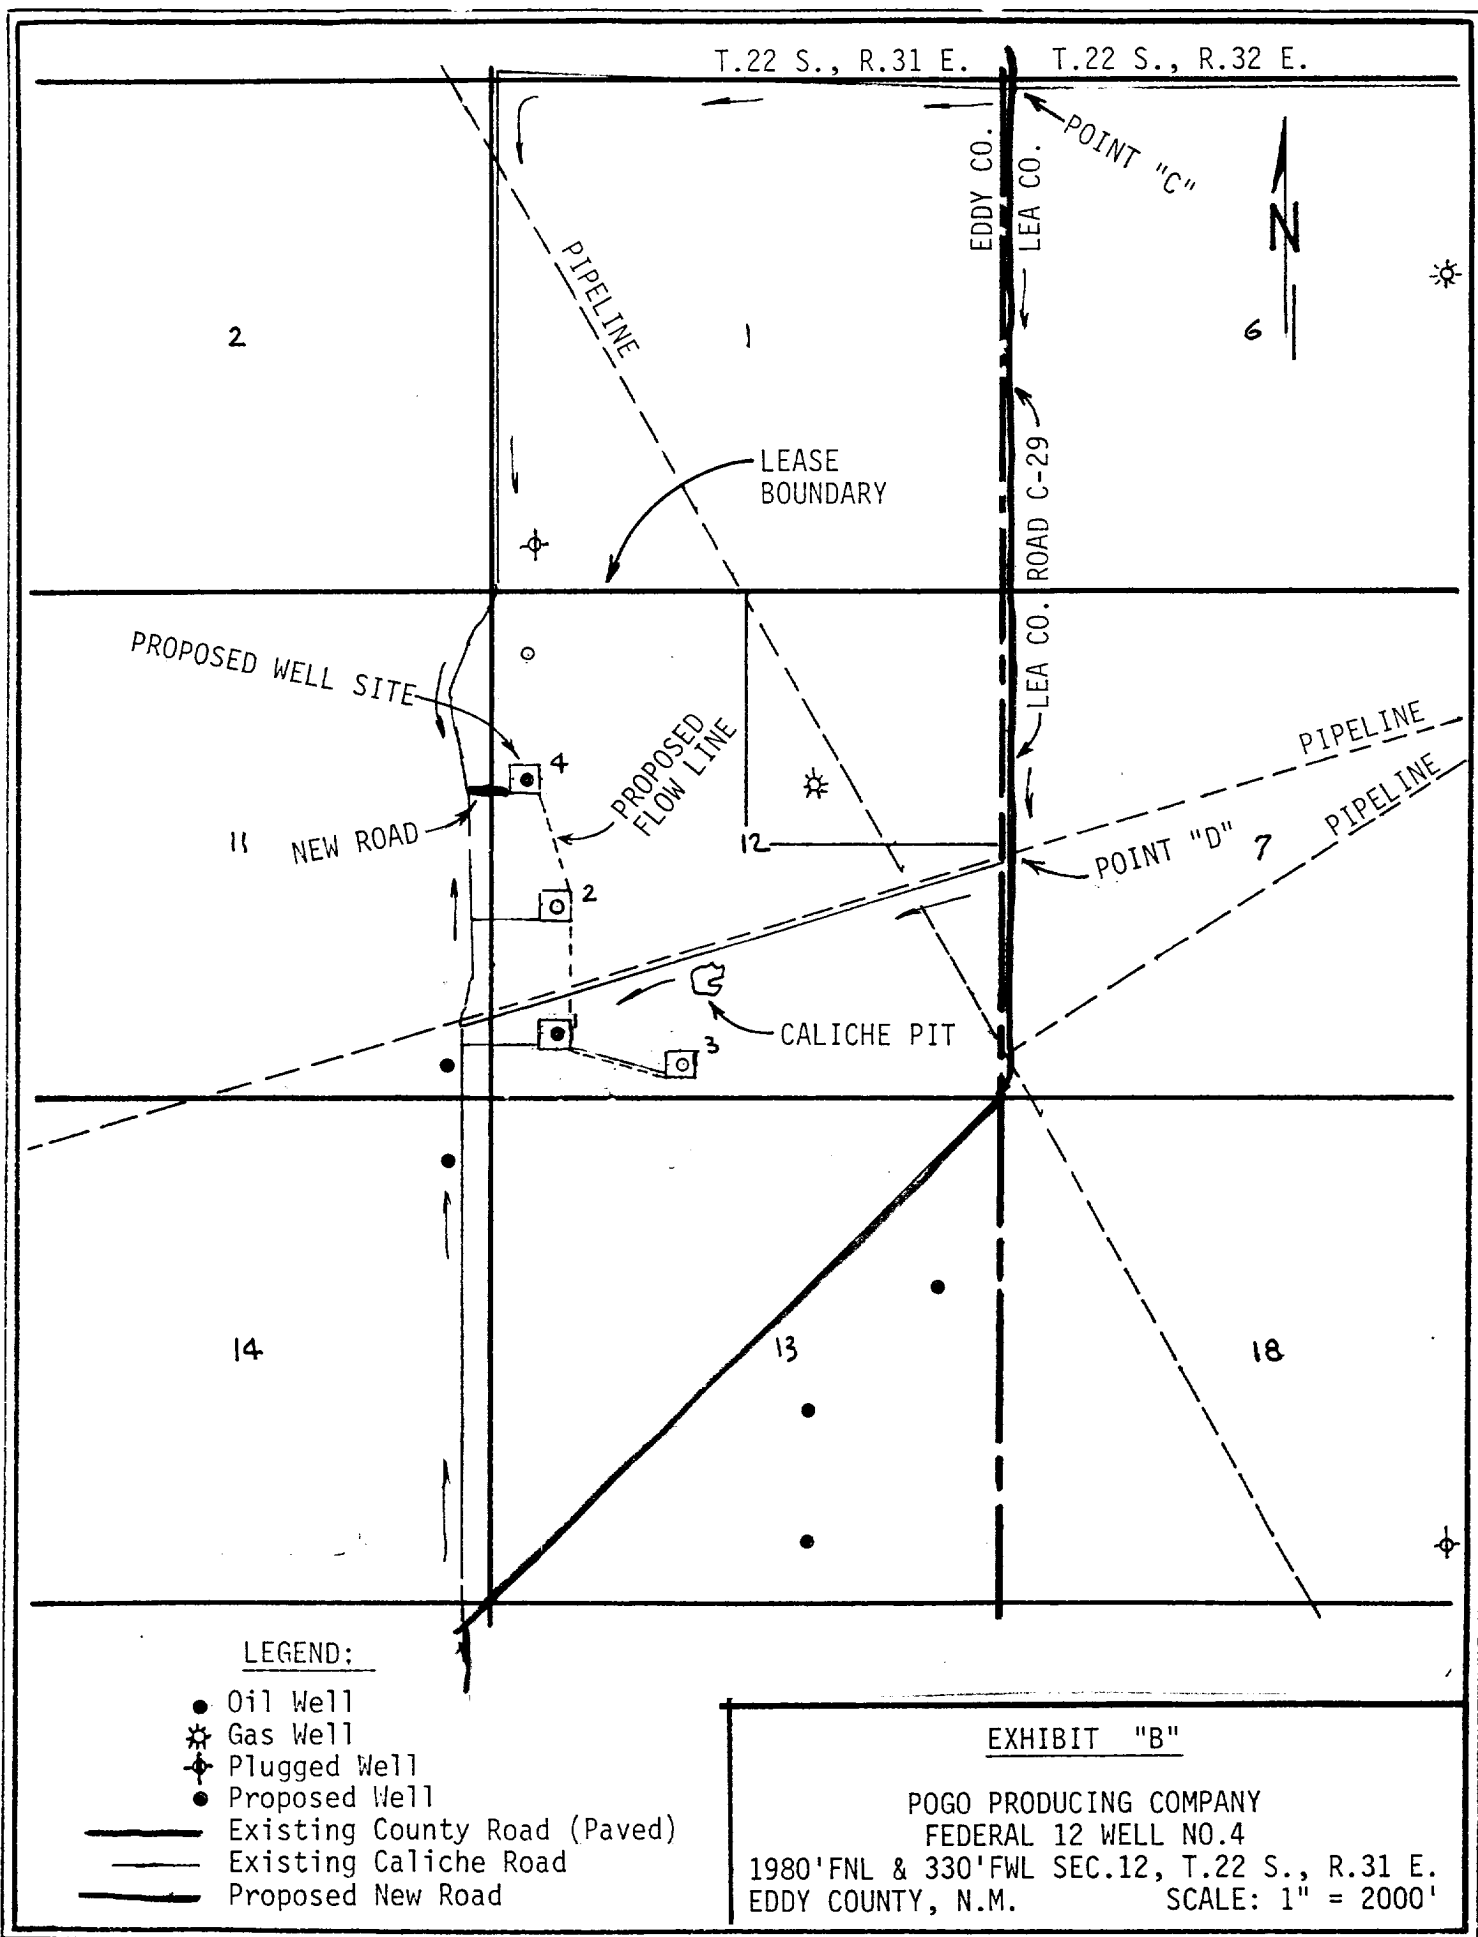 T.22 S., R.31 E.
T.22 S., R.32 E.
POINT "C"
EDDY CO.
LEA CO.
N
PIPELINE
2
1
6
LEASE
BOUNDARY
LEA CO. ROAD C-29
PROPOSED WELL SITE
4
PROPOSED
FLOW LINE
PIPELINE
PIPELINE
NEW ROAD
11
12
POINT "D"
7
2
1
3
CALICHE PIT
14
13
18
LEGEND:
Oil Well
Gas Well
Plugged Well
Proposed Well
Existing County Road (Paved)
Existing Caliche Road
Proposed New Road
EXHIBIT "B"
POGO PRODUCING COMPANY
FEDERAL 12 WELL NO.4
1980'FNL & 330'FWL SEC.12, T.22 S., R.31 E.
EDDY COUNTY, N.M. SCALE: 1" = 2000'